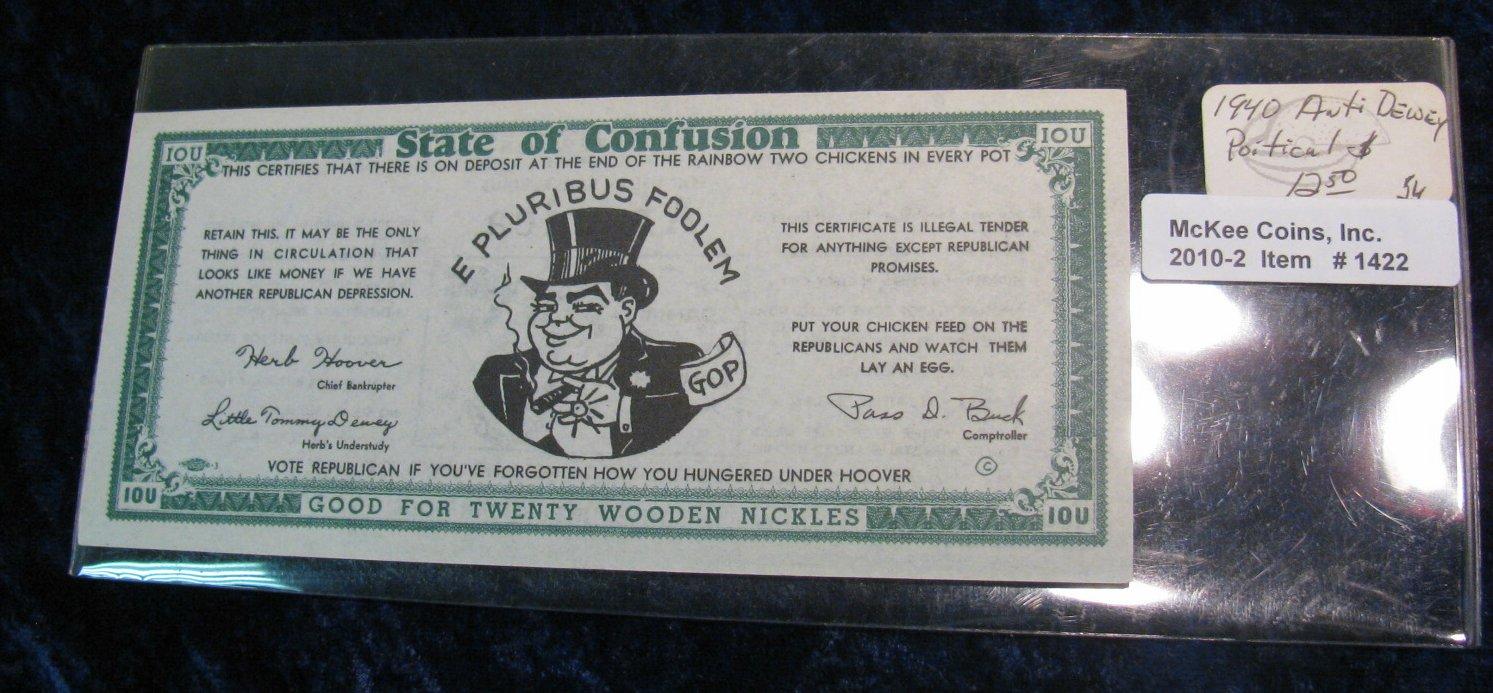 State of Confusion
IOU
IOU
THIS CERTIFIES THAT THERE IS ON DEPOSIT AT THE END OF THE RAINBOW TWO CHICKENS IN EVERY POT
E PLURIBUS FOOLEM
RETAIN THIS. IT MAY BE THE ONLY
THING IN CIRCULATION THAT
LOOKS LIKE MONEY IF WE HAVE
ANOTHER REPUBLICAN DEPRESSION.
Herb Hoover
Chief Bankrupter
Little Tommy Dewey
Herb's Understudy
GOP
THIS CERTIFICATE IS ILLEGAL TENDER
FOR ANYTHING EXCEPT REPUBLICAN
PROMISES.
PUT YOUR CHICKEN FEED ON THE
REPUBLICANS AND WATCH THEM
LAY AN EGG.
Pass D. Buck
Comptroller
VOTE REPUBLICAN IF YOU'VE FORGOTTEN HOW YOU HUNGERED UNDER HOOVER
©
IOU
GOOD FOR TWENTY WOODEN NICKLES
IOU
1940 Anti Dewey
Poitical $
12.50
McKee Coins, Inc.
2010-2 Item # 1422